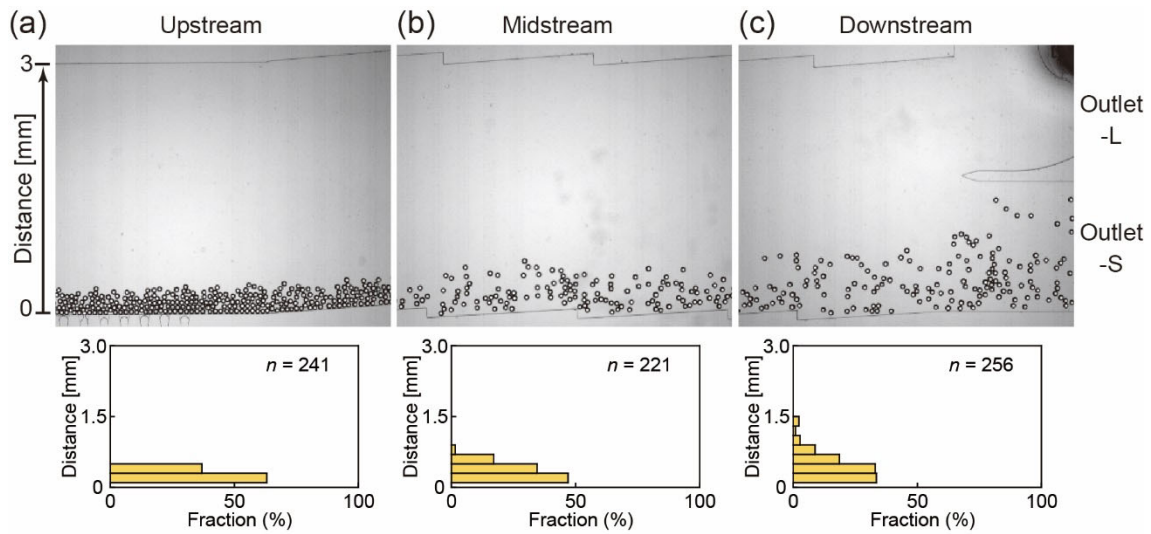 (a) Upstream
(b) Midstream
(c) Downstream
3
0
Distance [mm]
Outlet
-L
Outlet
-S
3.0
1.5
0
Distance [mm]
n = 241
0
50
100
Fraction (%)
3.0
1.5
0
Distance [mm]
n = 221
0
50
100
Fraction (%)
3.0
1.5
0
Distance [mm]
n = 256
0
50
100
Fraction (%)